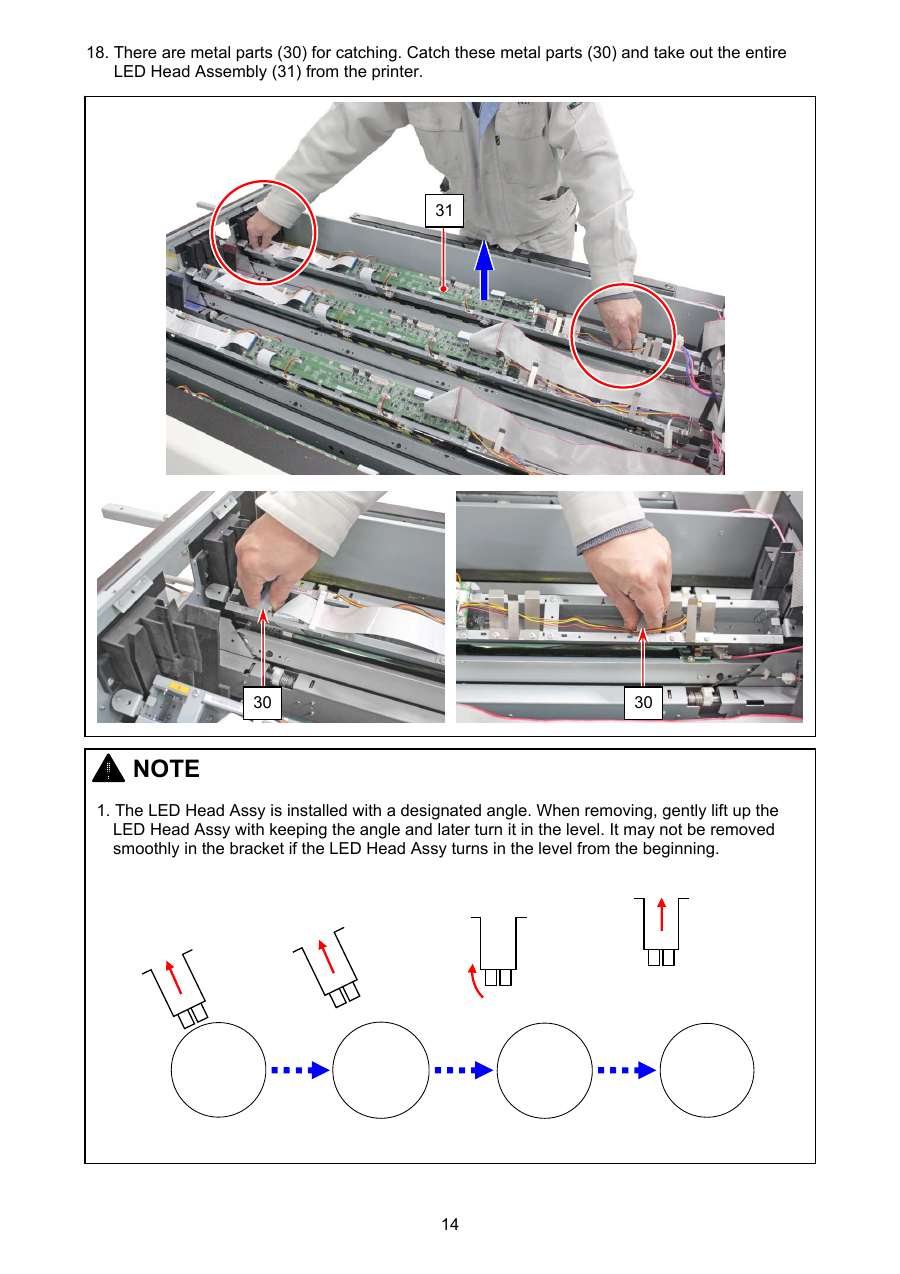 18. There are metal parts (30) for catching. Catch these metal parts (30) and take out the entire
LED Head Assembly (31) from the printer.
31
30
30
NOTE
1. The LED Head Assy is installed with a designated angle. When removing, gently lift up the
LED Head Assy with keeping the angle and later turn it in the level. It may not be removed
smoothly in the bracket if the LED Head Assy turns in the level from the beginning.
14